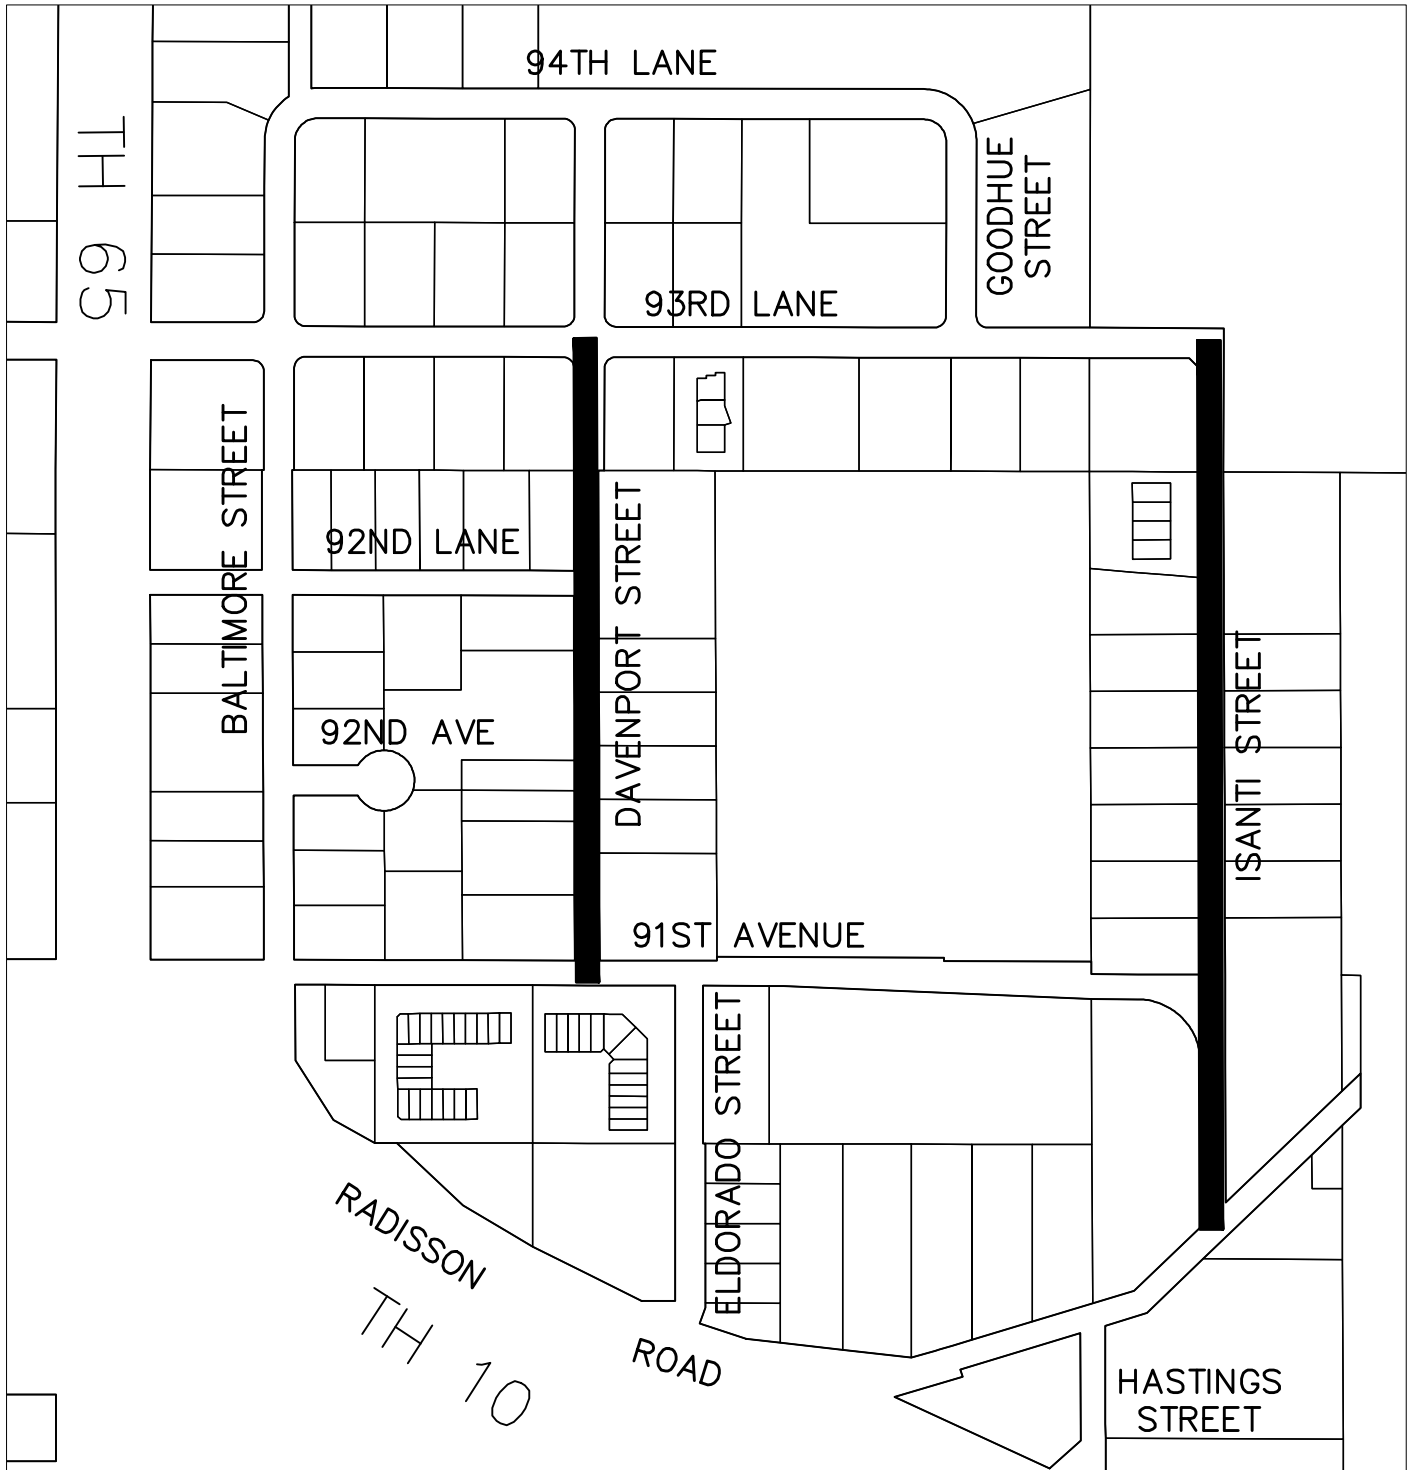 94TH LANE
TH 65
GOODHUE
STREET
93RD LANE
BALTIMORE STREET
92ND LANE
DAVENPORT STREET
ISANTI STREET
92ND AVE
91ST AVENUE
ELDORADO STREET
RADISSON
ROAD
TH 10
HASTINGS
STREET